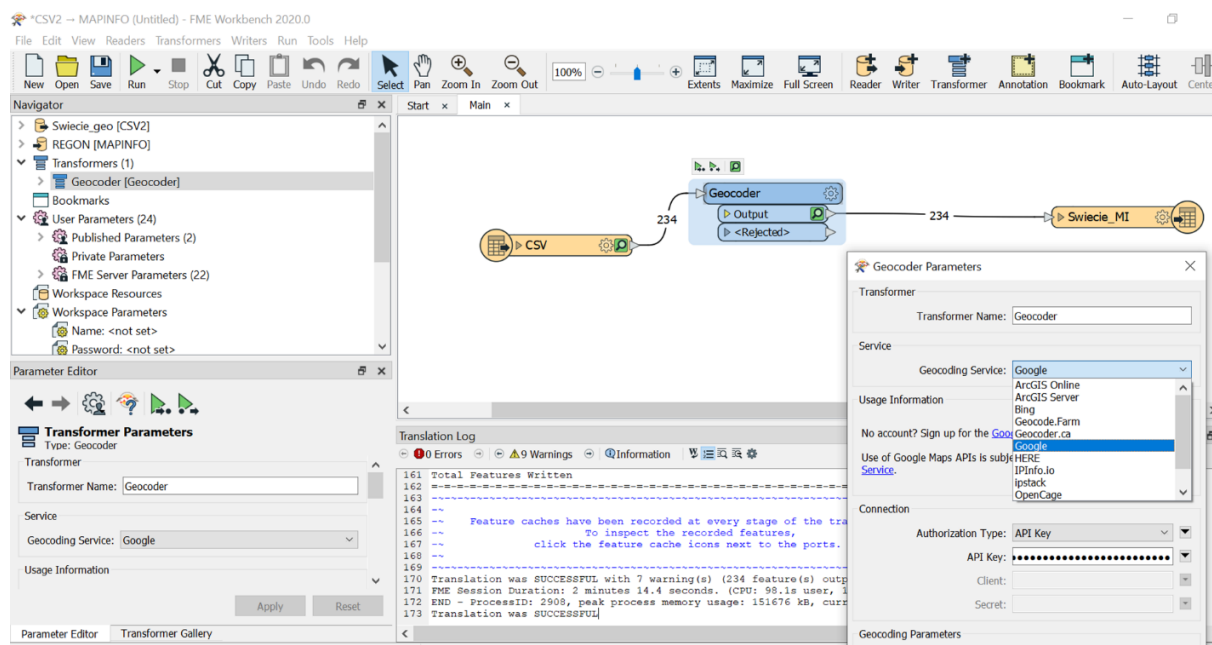 *CSV2 → MAPINFO (Untitled) - FME Workbench 2020.0
File Edit View Readers Transformers Writers Run Tools Help
New Open Save Run Stop Cut Copy Paste Undo Redo Select Pan Zoom In Zoom Out 100% Extents Maximize Full Screen Reader Writer Transformer Annotation Bookmark Auto-Layout Cente
Navigator
Start Main
Swiecie_geo [CSV2]
REGON [MAPINFO]
Transformers (1)
Geocoder [Geocoder]
Bookmarks
User Parameters (24)
Published Parameters (2)
Private Parameters
FME Server Parameters (22)
Workspace Resources
Workspace Parameters
Name: <not set>
Password: <not set>
Geocoder
Output
<Rejected>
CSV
234
234
Swiecie_MI
Parameter Editor
Transformer Parameters
Type: Geocoder
Transformer
Transformer Name: Geocoder
Service
Geocoding Service: Google
Usage Information
Apply Reset
Parameter Editor Transformer Gallery
Translation Log
0 Errors 9 Warnings Information
161 Total Features Written
162 =-=-=-=-=-=-=-=-=-=-=-=-=-=-=-=-=-=-=-=-=-=-=-=-=-=-=-=-
163 ~~~~~~~~~~~~~~~~~~~~~~~~~~~~~~~~~~~~~~~~~~~~~~~~~~~~~~~~
164 ~~
165 ~~ Feature caches have been recorded at every stage of the tra
166 ~~ To inspect the recorded features,
167 ~~ click the feature cache icons next to the ports.
168 ~~
169 ~~~~~~~~~~~~~~~~~~~~~~~~~~~~~~~~~~~~~~~~~~~~~~~~~~~~~~~~
170 Translation was SUCCESSFUL with 7 warning(s) (234 feature(s) outp
171 FME Session Duration: 2 minutes 14.4 seconds. (CPU: 98.1s user, 1
172 END - ProcessID: 2908, peak process memory usage: 151676 kB, curr
173 Translation was SUCCESSFUL
Geocoder Parameters
Transformer
Transformer Name: Geocoder
Service
Geocoding Service: Google
ArcGIS Online
ArcGIS Server
Bing
Geocode.Farm
Geocoder.ca
Google
HERE
IPInfo.io
ipstack
OpenCage
Usage Information
No account? Sign up for the Goo
Use of Google Maps APIs is subje
Service.
Connection
Authorization Type: API Key
API Key: ••••••••••••••••••••••••••
Client:
Secret:
Geocoding Parameters